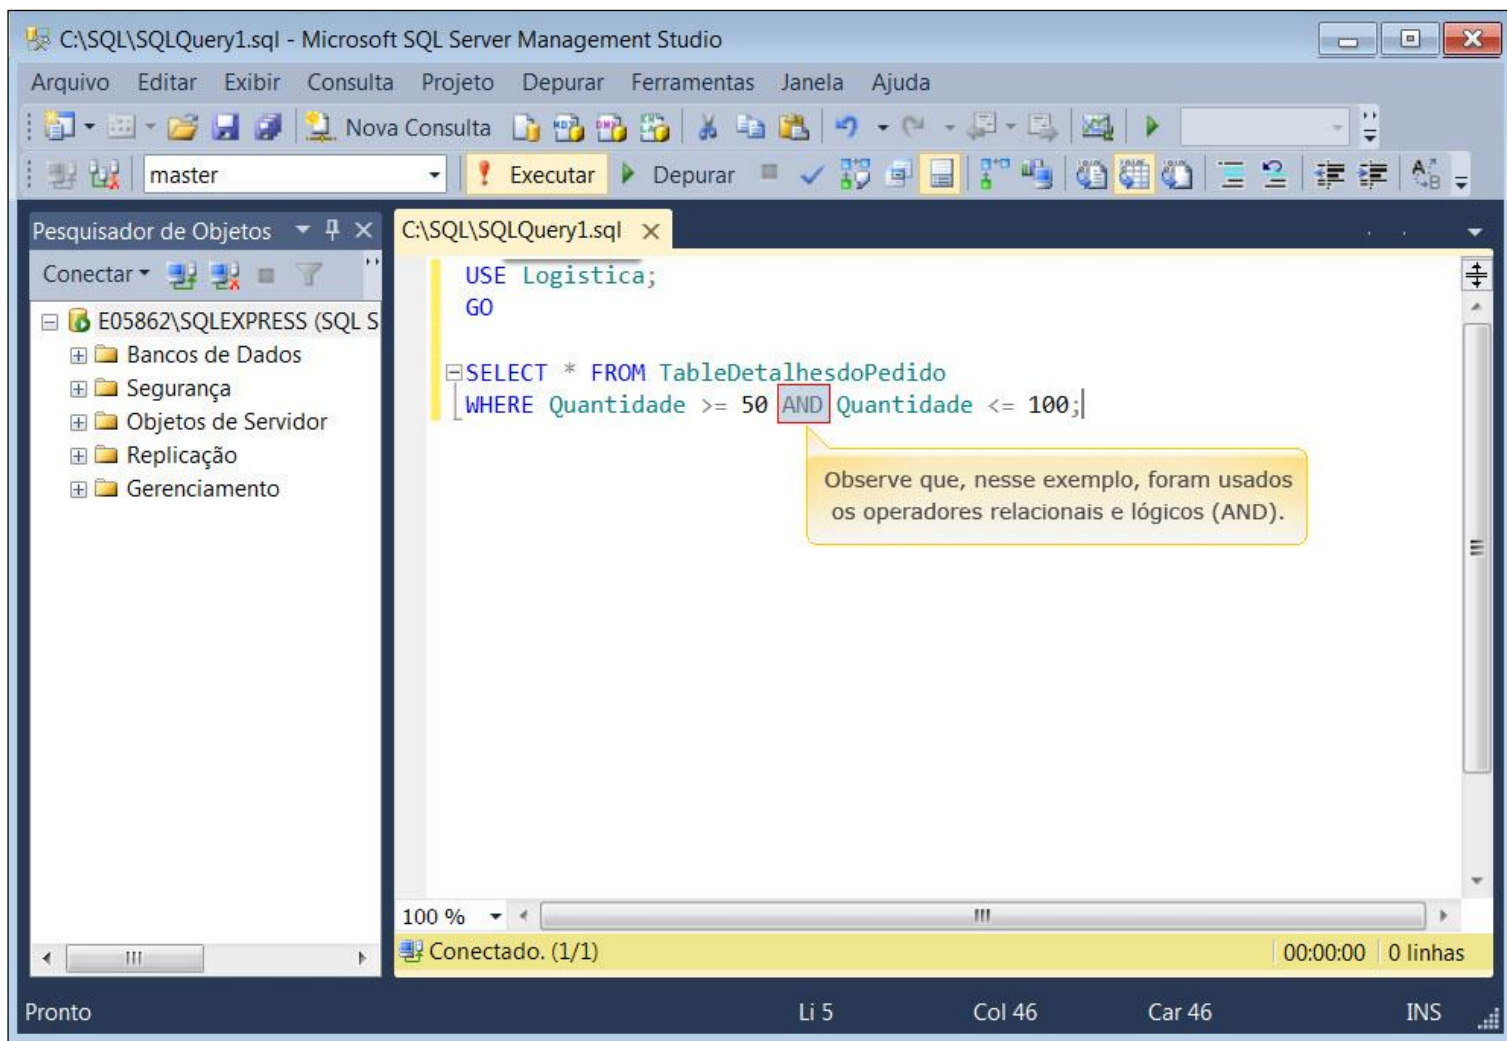 C:\SQL\SQLQuery1.sql - Microsoft SQL Server Management Studio
Arquivo Editar Exibir Consulta Projeto Depurar Ferramentas Janela Ajuda
Nova Consulta
master Executar Depurar
Pesquisador de Objetos
Conectar
E05862\SQLEXPRESS (SQL S
Bancos de Dados
Segurança
Objetos de Servidor
Replicação
Gerenciamento
C:\SQL\SQLQuery1.sql
USE Logistica;
GO
SELECT * FROM TableDetalhesdoPedido
WHERE Quantidade >= 50 AND Quantidade <= 100;
Observe que, nesse exemplo, foram usados
os operadores relacionais e lógicos (AND).
100 %
Conectado. (1/1) 00:00:00 0 linhas
Pronto Li 5 Col 46 Car 46 INS